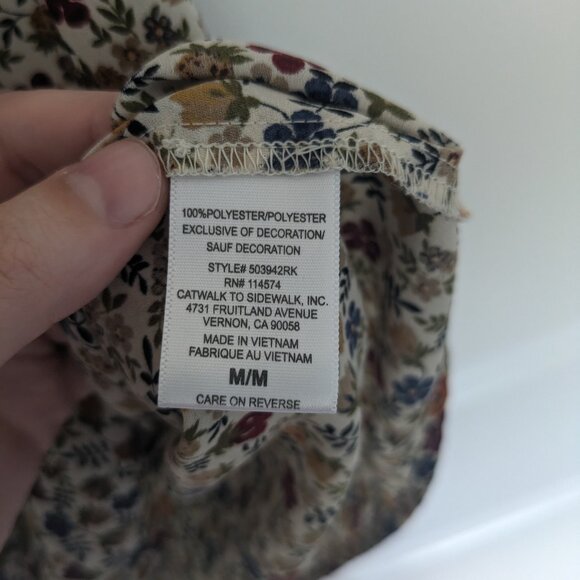 100%POLYESTER/POLYESTER
EXCLUSIVE OF DECORATION/
SAUF DECORATION
STYLE# 503942RK
RN# 114574
CATWALK TO SIDEWALK, INC.
4731 FRUITLAND AVENUE
VERNON, CA 90058
MADE IN VIETNAM
FABRIQUE AU VIETNAM
M/M
CARE ON REVERSE